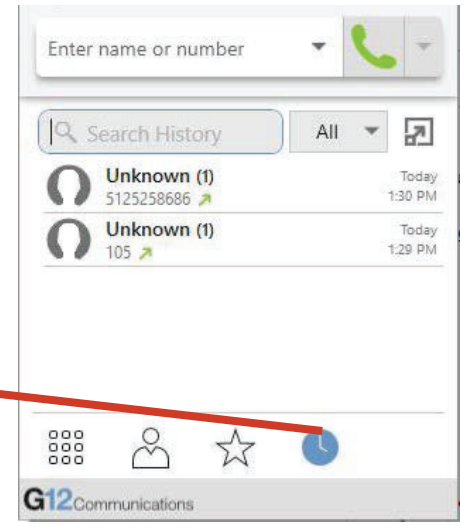 Enter name or number
Search History
All
Unknown (1)
Today
5125258686
1:30 PM
Unknown (1)
Today
105
1:29 PM
G12Communications